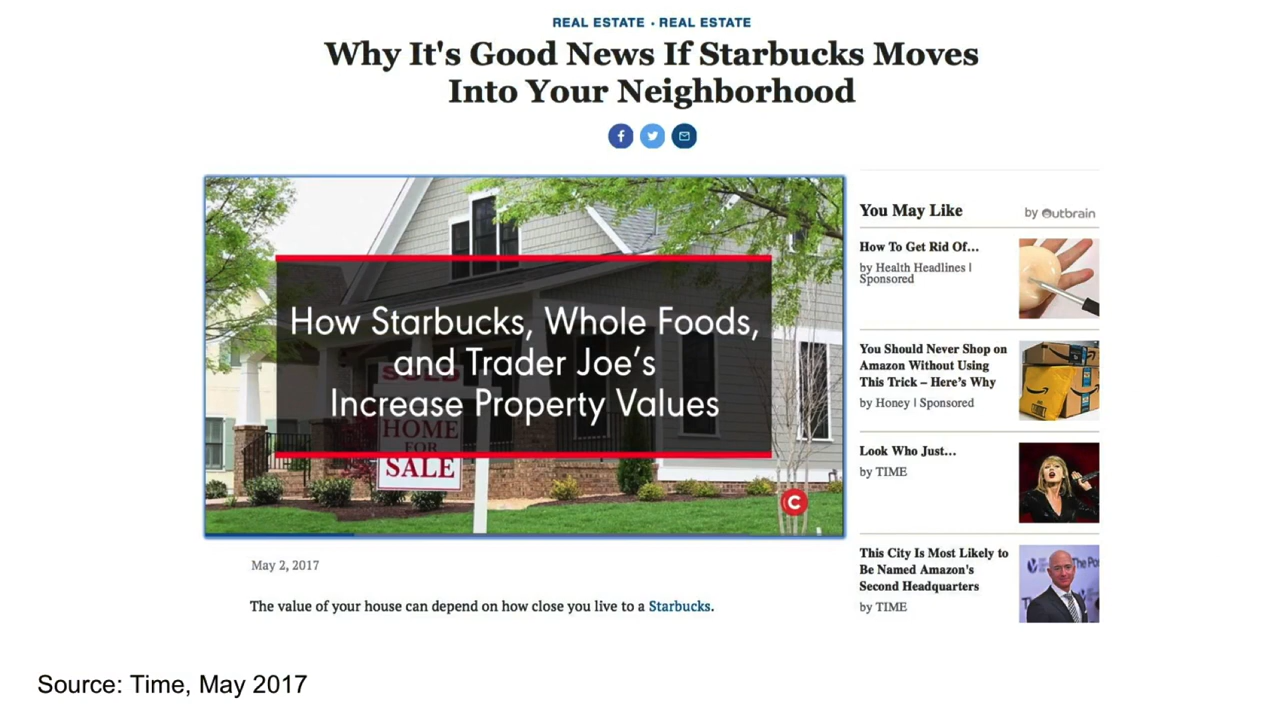 REAL ESTATE • REAL ESTATE
Why It's Good News If Starbucks Moves
Into Your Neighborhood
f
How Starbucks, Whole Foods,
and Trader Joe's
Increase Property Values
SOLD
HOME
FOR
SALE
C
May 2, 2017
The value of your house can depend on how close you live to a Starbucks.
You May Like
by Outbrain
How To Get Rid Of...
by Health Headlines |
Sponsored
You Should Never Shop on
Amazon Without Using
This Trick – Here's Why
by Honey | Sponsored
Look Who Just...
by TIME
This City Is Most Likely to
Be Named Amazon's
Second Headquarters
by TIME
Source: Time, May 2017